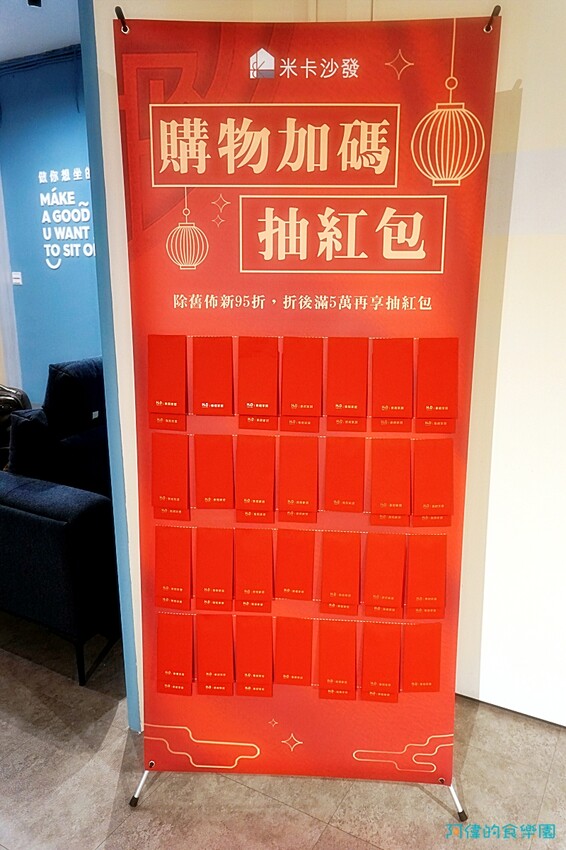 米卡沙發
購物加碼
抽紅包
除舊佈新95折，折後滿5萬再享抽紅包
做你想坐的
MAKE
A GOOD
U WANT
TO SIT O
阿偉的食樂園